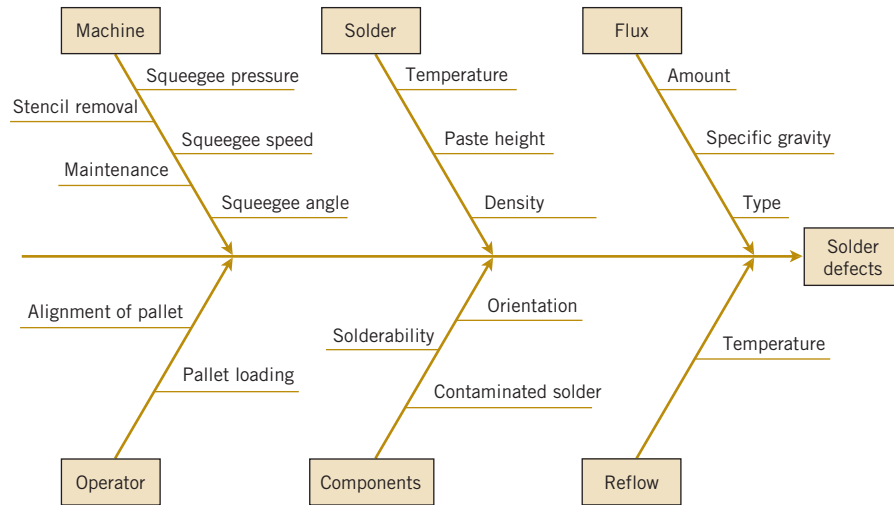 Machine
Solder
Flux
Squeegee pressure
Stencil removal
Squeegee speed
Maintenance
Squeegee angle
Temperature
Paste height
Density
Amount
Specific gravity
Type
Solder
defects
Alignment of pallet
Pallet loading
Orientation
Solderability
Contaminated solder
Temperature
Operator
Components
Reflow